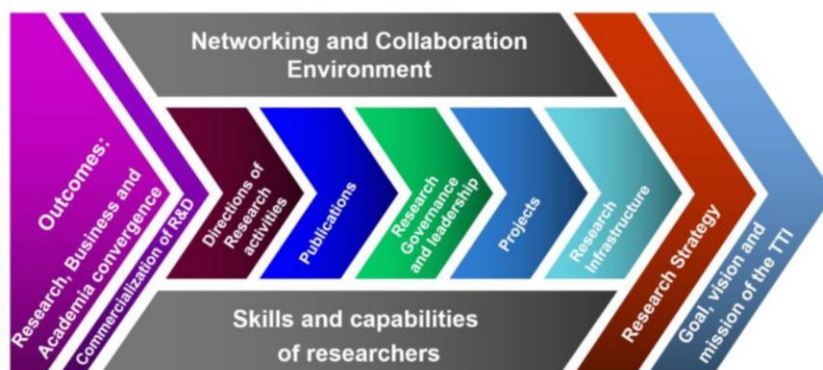 Networking and Collaboration
Environment
Outcomes:
Research, Business and
Academia convergence
Commercialization of R&D
Directions of
Research
activities
Publications
Research
Governance
and leadership
Projects
Research
Infrastructure
Research Strategy
Goal, vision and
mission of the TTI
Skills and capabilities
of researchers